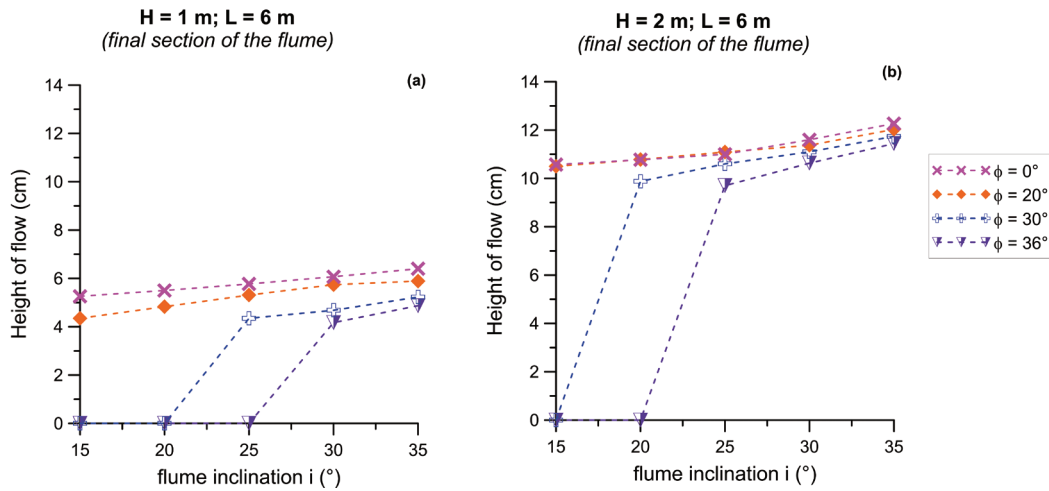 H = 1 m; L = 6 m
(final section of the flume)
(a)
14
12
10
8
6
4
2
0
Height of flow (cm)
15
20
25
30
35
flume inclination i (°)
H = 2 m; L = 6 m
(final section of the flume)
(b)
14
12
10
8
6
4
2
0
Height of flow (cm)
15
20
25
30
35
flume inclination i (°)
ϕ = 0°
ϕ = 20°
ϕ = 30°
ϕ = 36°